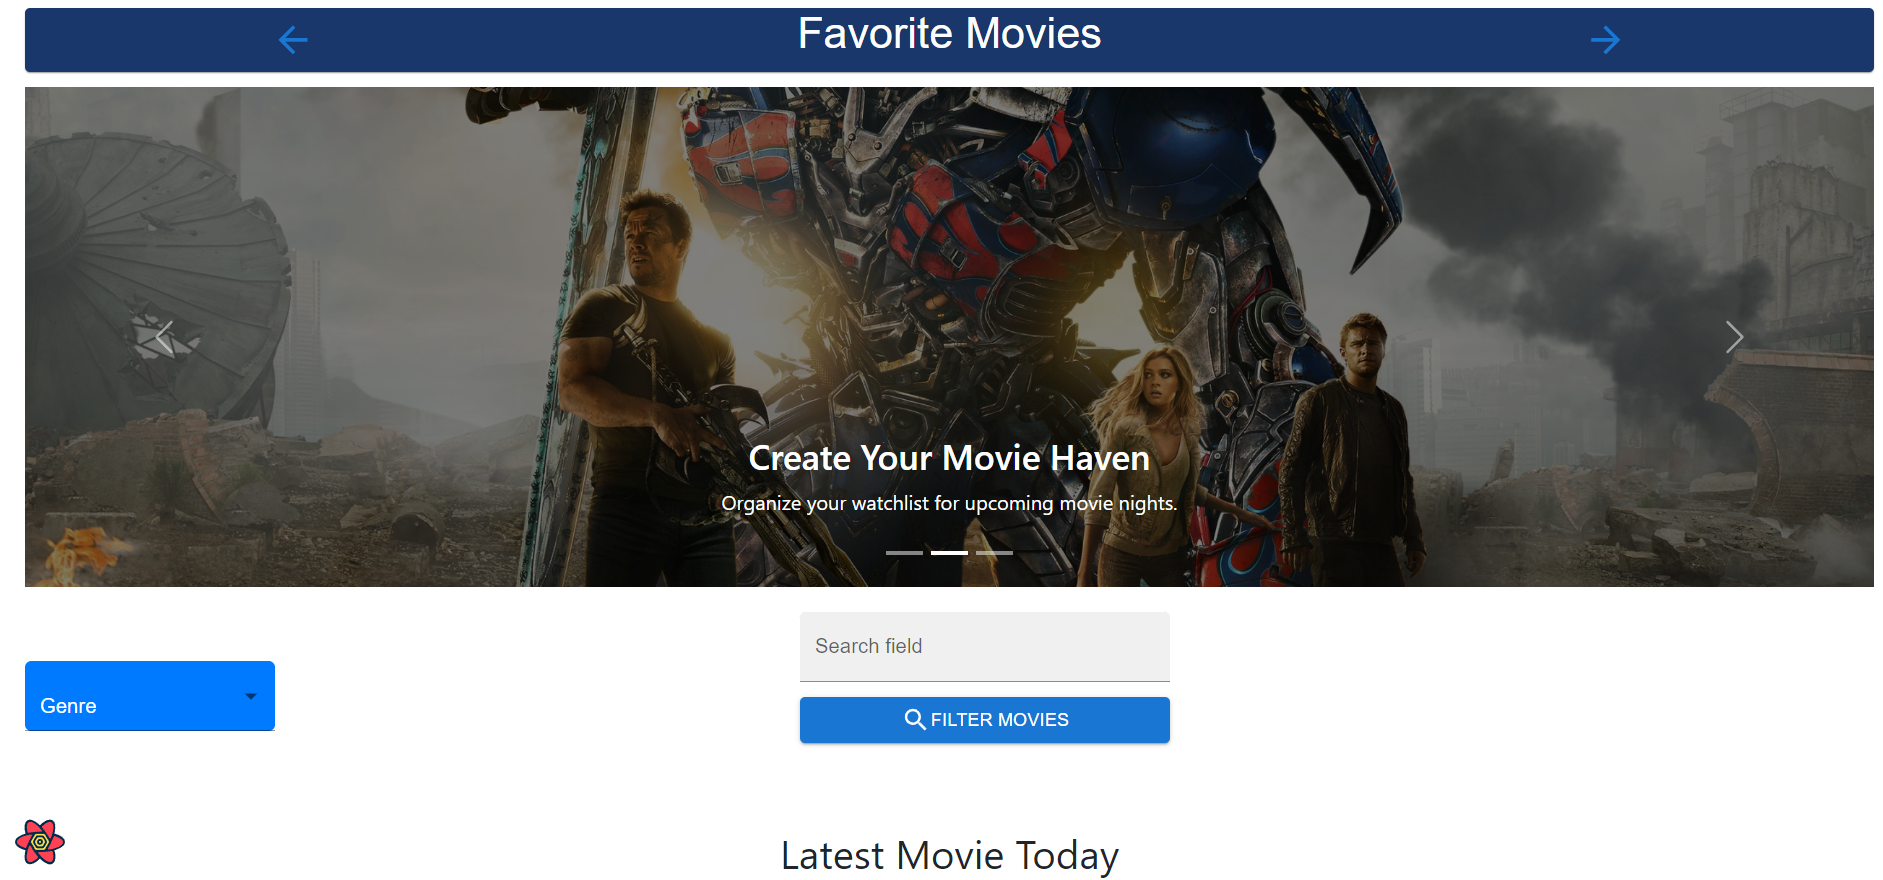 Favorite Movies
Create Your Movie Haven
Organize your watchlist for upcoming movie nights.
Search field
Genre
FILTER MOVIES
Latest Movie Today